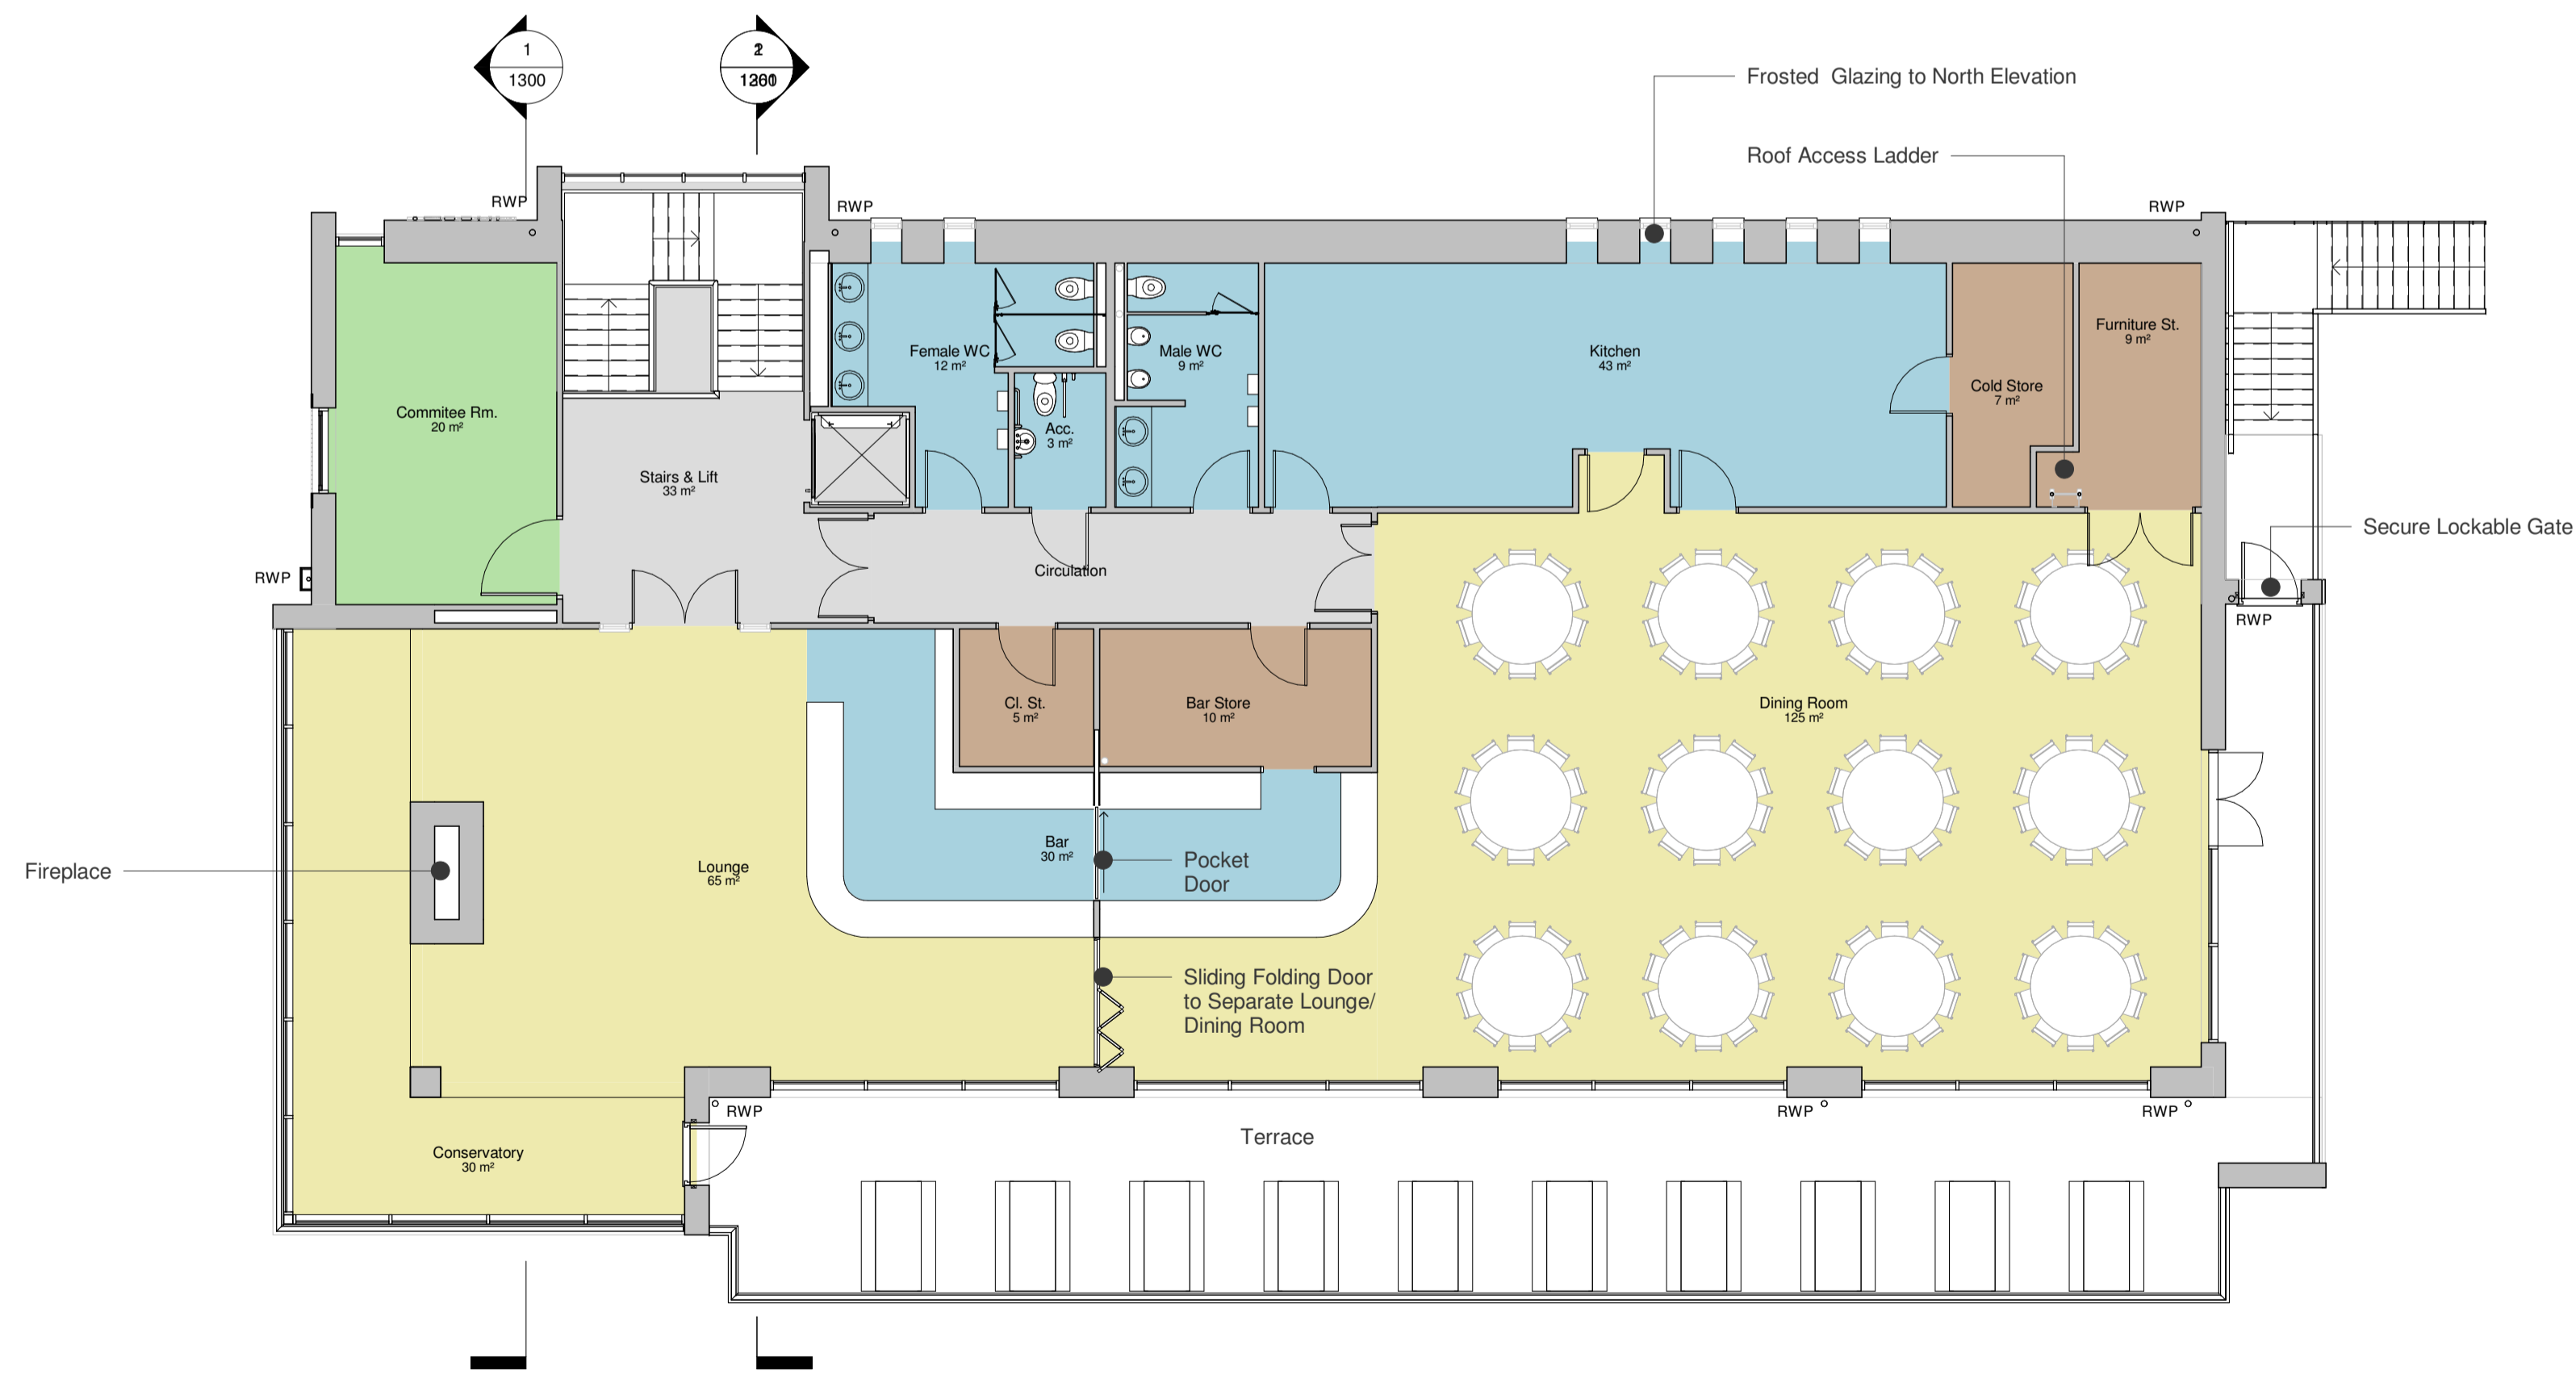 1
1300
2
RWP
RWP
RWP
Frosted  Glazing to North Elevation
Roof Access Ladder
Secure Lockable Gate
Commitee Rm.
20 m²
Stairs & Lift
33 m²
Female WC
12 m²
Acc.
3 m²
Male WC
9 m²
Kitchen
43 m²
Cold Store
7 m²
Furniture St.
9 m²
RWP
Circulation
RWP
Cl. St.
5 m²
Bar Store
10 m²
Dining Room
125 m²
Fireplace
Lounge
65 m²
Bar
30 m²
Pocket
Door
Sliding Folding Door
to Separate Lounge/
Dining Room
RWP
RWP
RWP
Terrace
Conservatory
30 m²